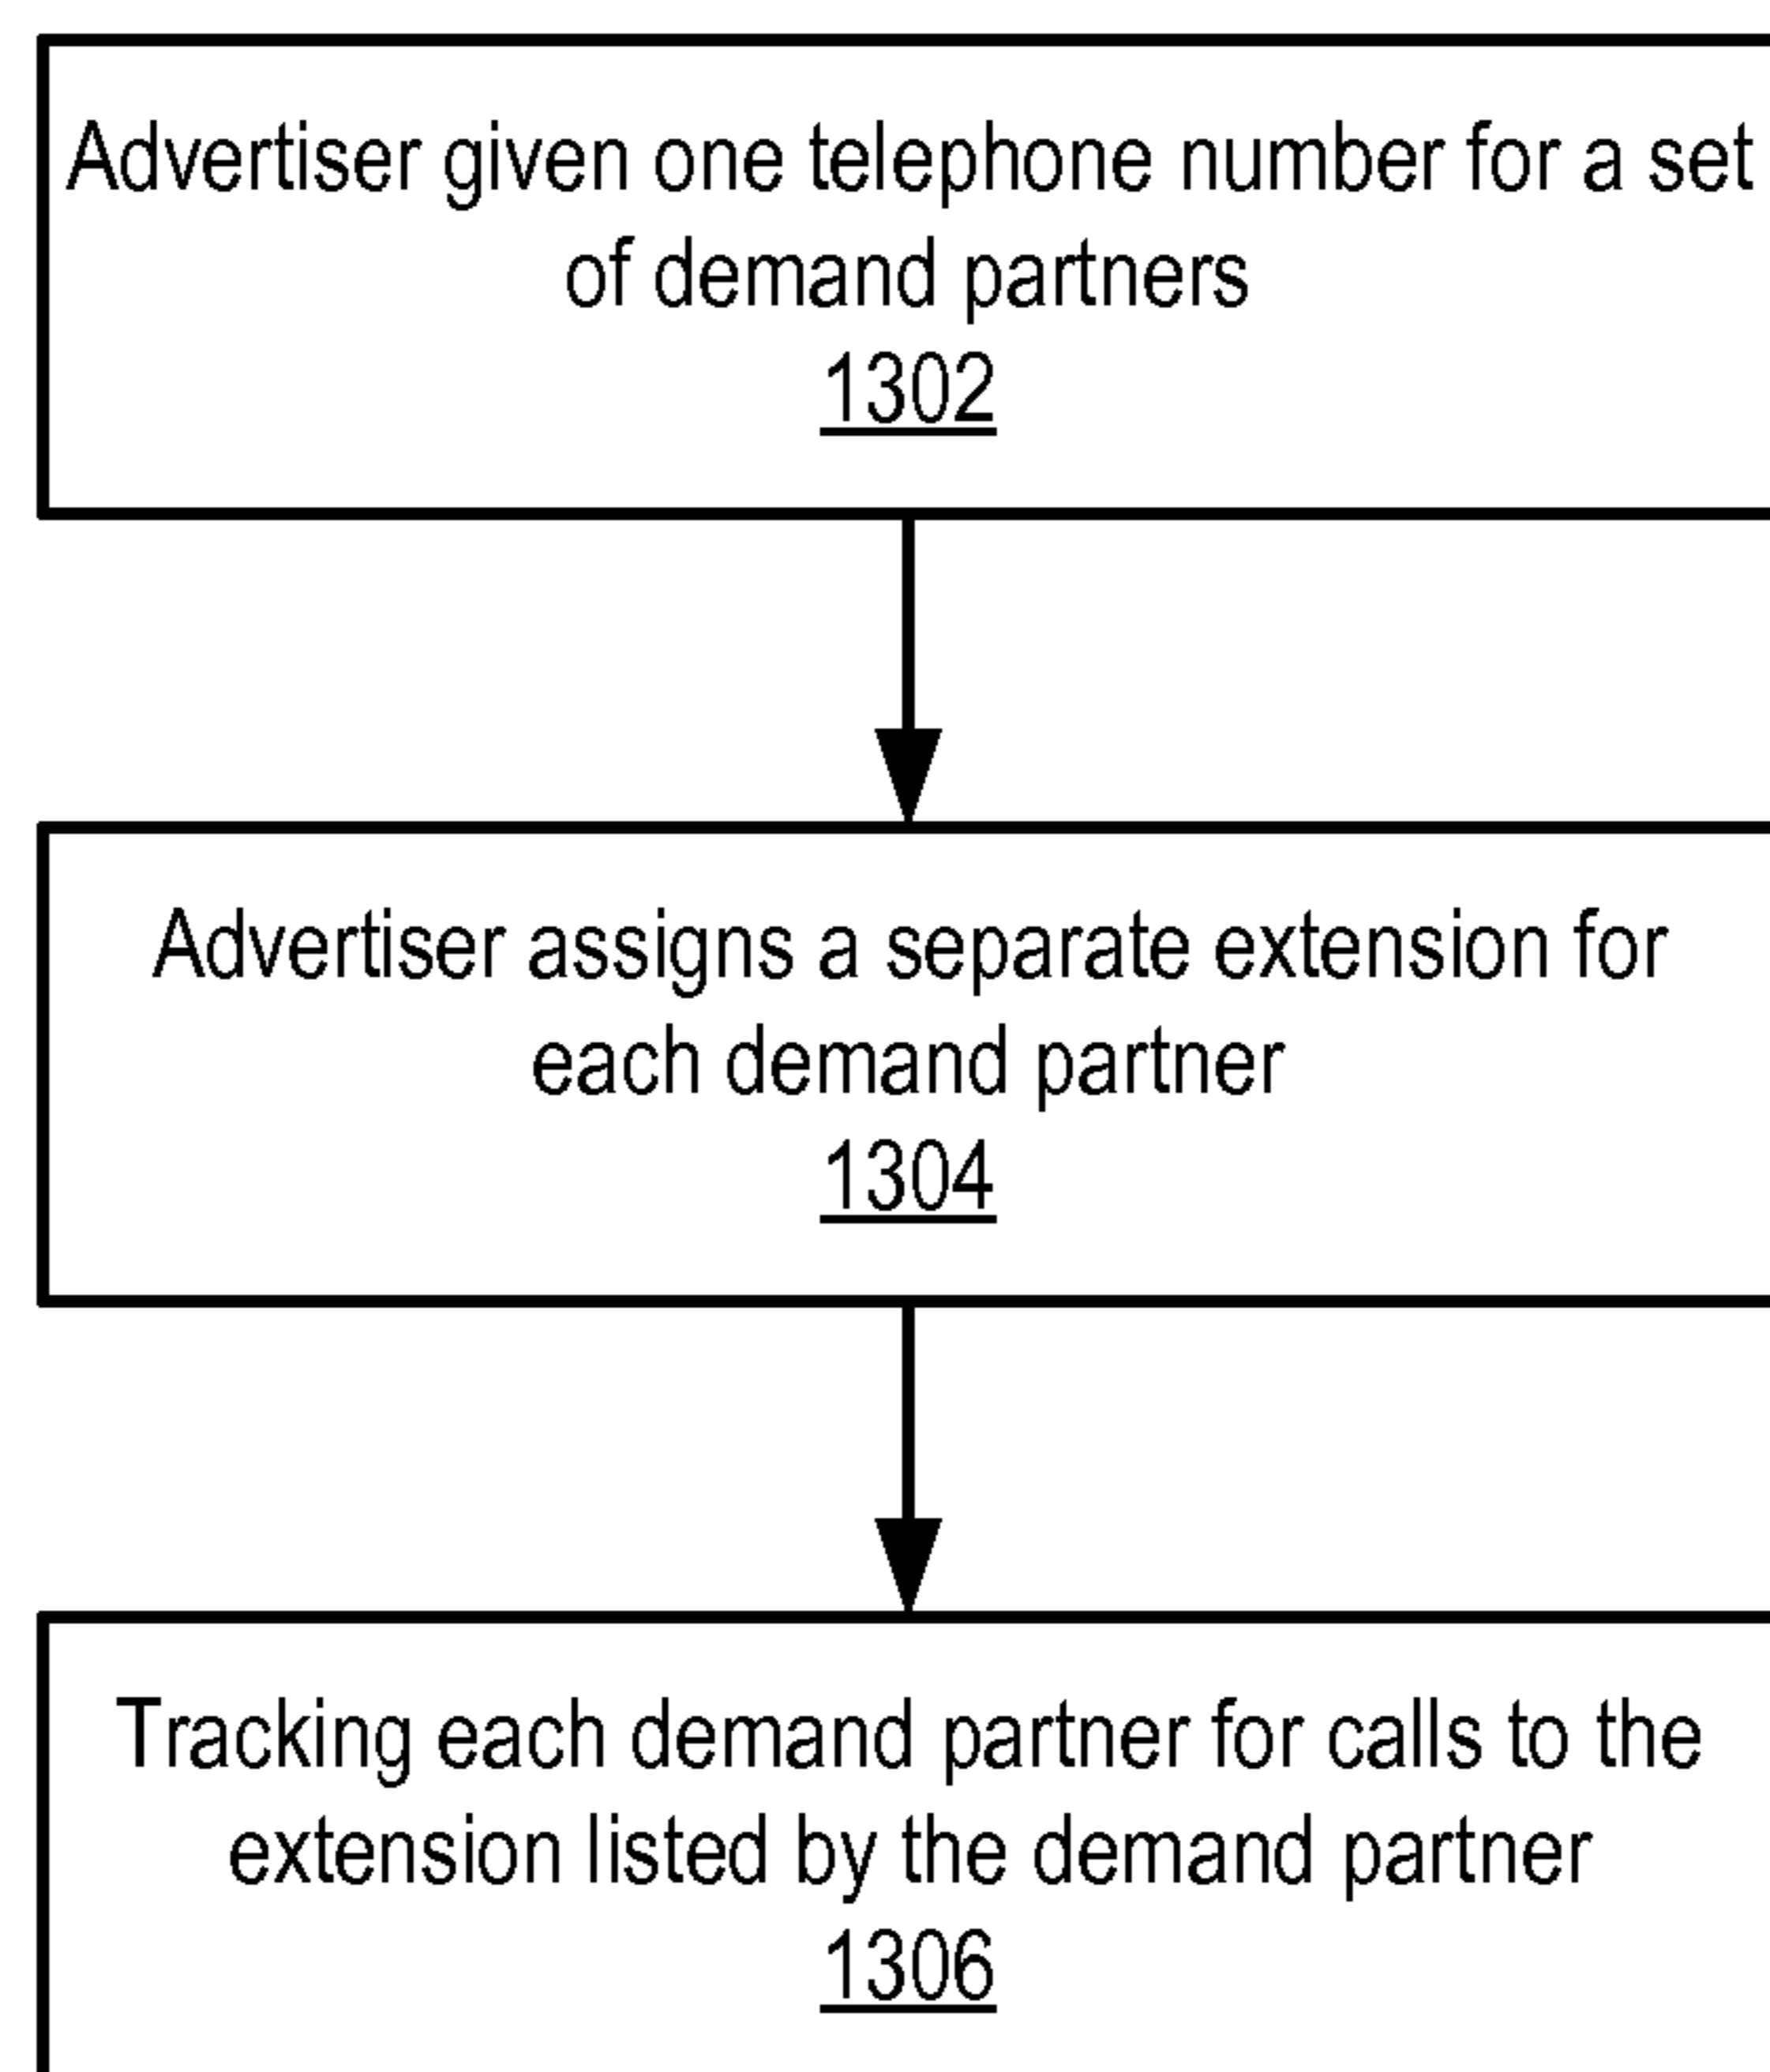 Advertiser given one telephone number for a set
of demand partners
1302
Advertiser assigns a separate extension for
each demand partner
1304
Tracking each demand partner for calls to the
extension listed by the demand partner
1306